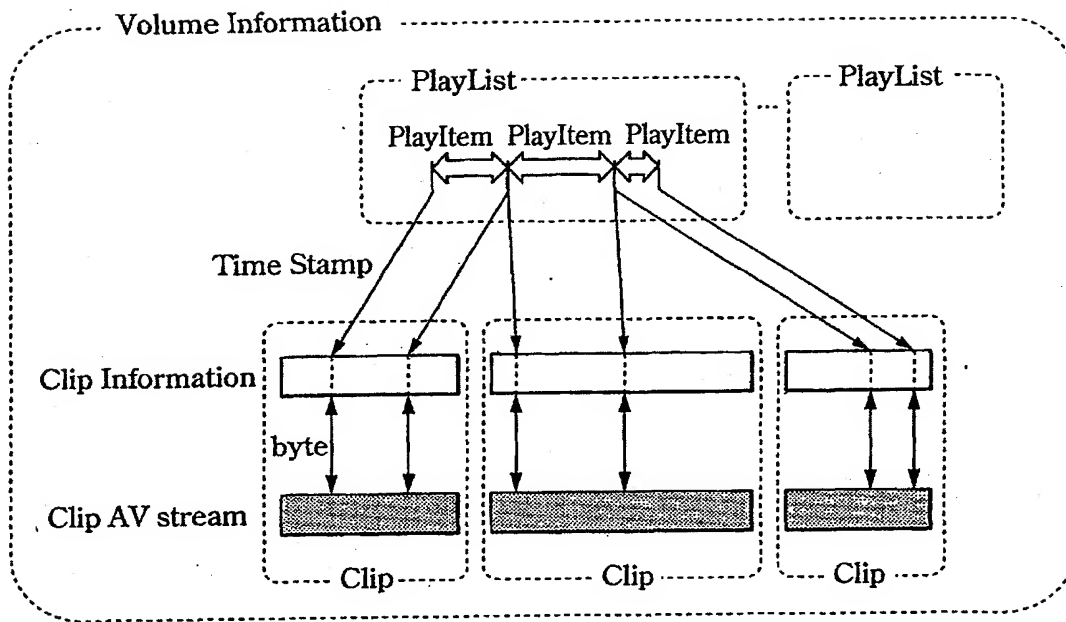 Volume Information
PlayList
PlayList
...
PlayItem PlayItem PlayItem
Time Stamp
Clip Information
byte
Clip AV stream
Clip
Clip
Clip